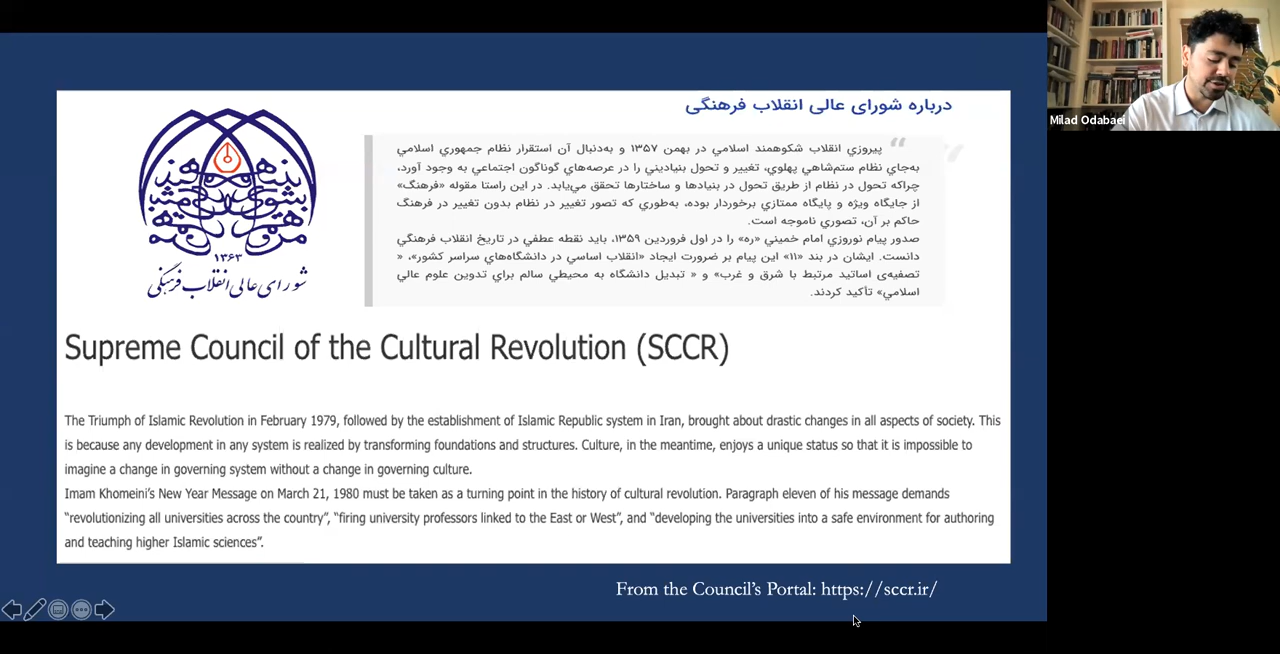 درباره شورای عالی انقلاب فرهنگی
پيروزي انقلاب شكوهمند اسلامي در بهمن ۱۳۵۷ و به‌دنبال آن استقرار نظام جمهوري اسلامي
به‌جاي نظام ستم‌شاهي پهلوي، تغيير و تحول بنياديني را در عرصه‌هاي گوناگون اجتماعي به وجود آورد،
چراكه تحول در نظام از طريق تحول در بنيادها و ساختارها تحقق مي‌يابد. در اين راستا مقوله «فرهنگ»
از جايگاه ويژه و پايگاه ممتازي برخوردار بوده، به‌طوري كه تصور تغيير در نظام بدون تغيير در فرهنگ
حاكم بر آن، تصوري ناموجه است.
صدور پيام نوروزي امام خميني «ره» را در اول فروردين ۱۳۵۹، بايد نقطه عطفي در تاريخ انقلاب فرهنگي
دانست. ايشان در بند «۱۱» اين پيام بر ضرورت ايجاد «انقلاب اساسي در دانشگاه‌هاي سراسر كشور»، «
تصفيه‌ی اساتيد مرتبط با شرق و غرب» و « تبديل دانشگاه به محيطي سالم براي تدوين علوم عالي
اسلامي» تأكيد كردند.
۱۳۶۳
شورای عالی انقلاب فرهنگی
Supreme Council of the Cultural Revolution (SCCR)
The Triumph of Islamic Revolution in February 1979, followed by the establishment of Islamic Republic system in Iran, brought about drastic changes in all aspects of society. This
is because any development in any system is realized by transforming foundations and structures. Culture, in the meantime, enjoys a unique status so that it is impossible to
imagine a change in governing system without a change in governing culture.
Imam Khomeini's New Year Message on March 21, 1980 must be taken as a turning point in the history of cultural revolution. Paragraph eleven of his message demands
"revolutionizing all universities across the country", "firing university professors linked to the East or West", and "developing the universities into a safe environment for authoring
and teaching higher Islamic sciences".
From the Council's Portal: https://sccr.ir/
Milad Odabaei